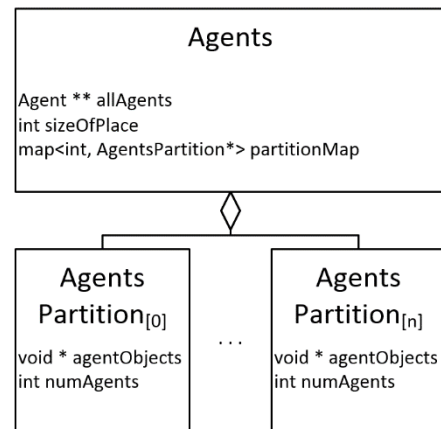 Agents
Agent ** allAgents
int sizeOfPlace
map<int, AgentsPartition*> partitionMap
Agents
Partition[0]
void * agentObjects
int numAgents
...
Agents
Partition[n]
void * agentObjects
int numAgents